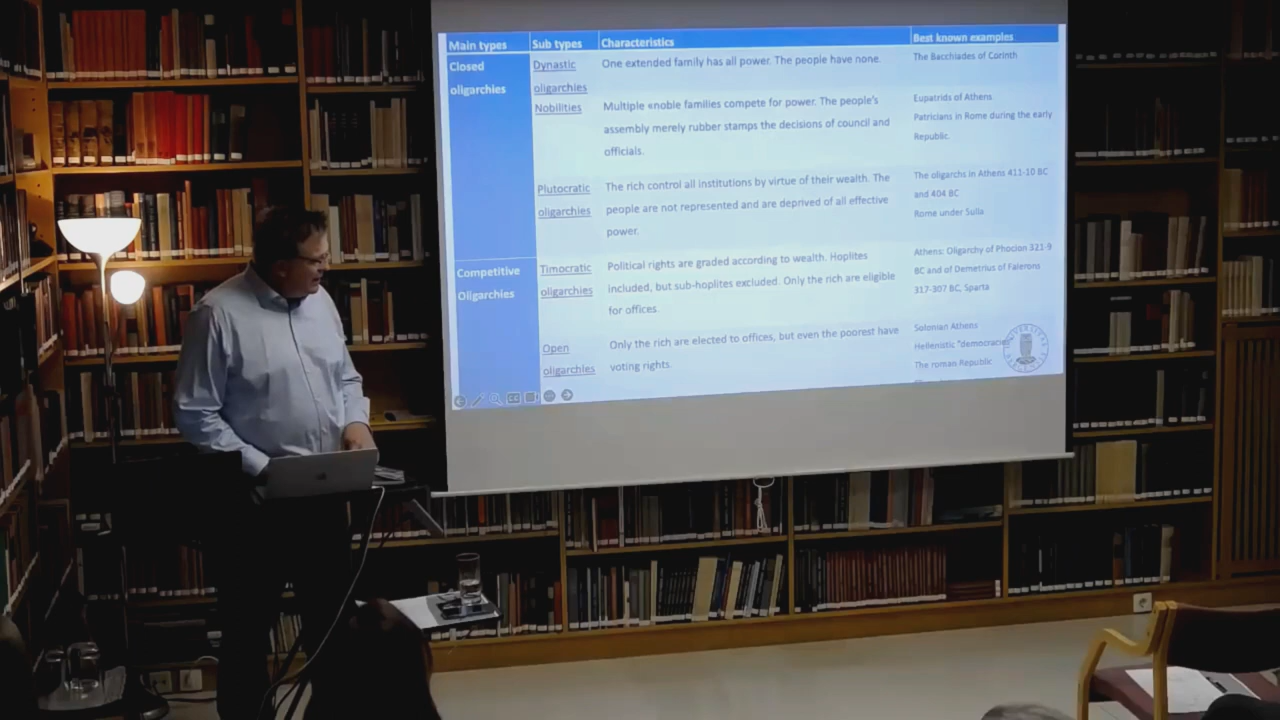 Main types Sub types Characteristics Best known examples
Closed
oligarchies
Dynastic
oligarchies
One extended family has all power. The people have none.
The Bacchiades of Corinth
Nobilities
Multiple «noble families compete for power. The people's
assembly merely rubber stamps the decisions of council and
officials.
Eupatrids of Athens
Patricians in Rome during the early
Republic.
Plutocratic
oligarchies
The rich control all institutions by virtue of their wealth. The
people are not represented and are deprived of all effective
power.
The oligarchs in Athens 411-10 BC
and 404 BC
Rome under Sulla
Competitive
Oligarchies
Timocratic
oligarchies
Political rights are graded according to wealth. Hoplites
included, but sub-hoplites excluded. Only the rich are eligible
for offices.
Athens: Oligarchy of Phocion 321-9
BC and of Demetrius of Falerons
317-307 BC, Sparta
Open
oligarchies
Only the rich are elected to offices, but even the poorest have
voting rights.
Solonian Athens
Hellenistic "democracies
The roman Republic